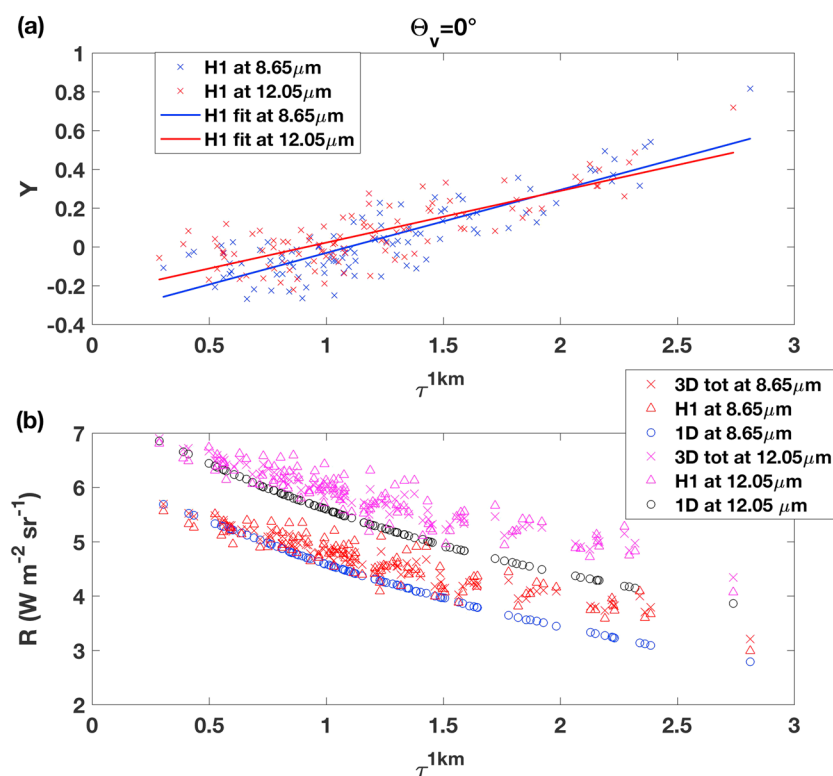 (a)
Θv=0°
1
0.8
0.6
0.4
0.2
0
-0.2
-0.4
Y
H1 at 8.65μm
H1 at 12.05μm
H1 fit at 8.65μm
H1 fit at 12.05μm
0 0.5 1 1.5 2 2.5 3
τ^1km
(b)
3D tot at 8.65μm
H1 at 8.65μm
1D at 8.65μm
3D tot at 12.05μm
H1 at 12.05μm
1D at 12.05 μm
7
6
5
4
3
2
R (W m^-2 sr^-1)
0 0.5 1 1.5 2 2.5 3
τ^1km